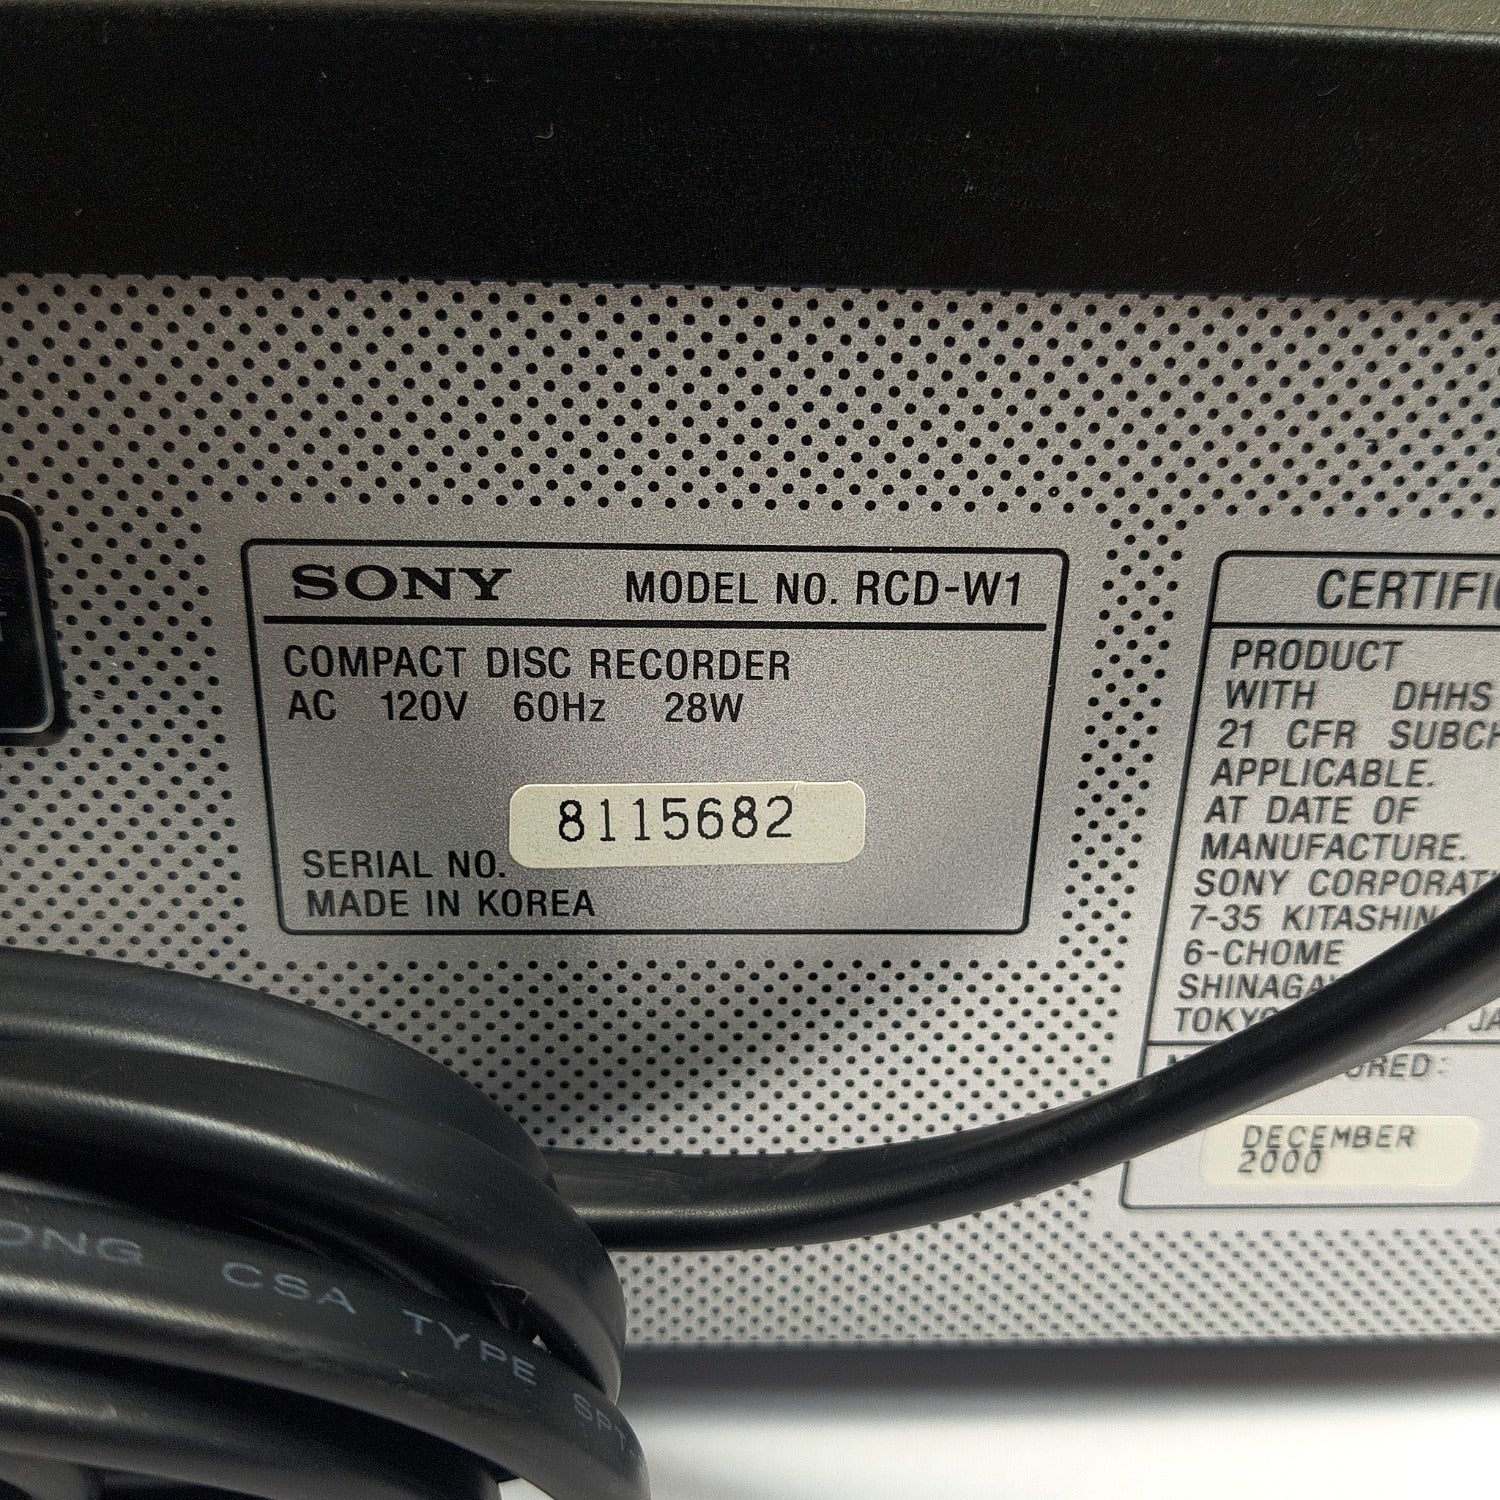 SONY MODEL NO. RCD-W1
COMPACT DISC RECORDER
AC 120V 60Hz 28W
8115682
SERIAL NO.
MADE IN KOREA
PRODUCT
WITH DHHS
21 CFR
APPLICABLE.
AT DATE OF
MANUFACTURE.
SONY
7-35
6-CHOME
DECEMBER
2000
CSA TYPE